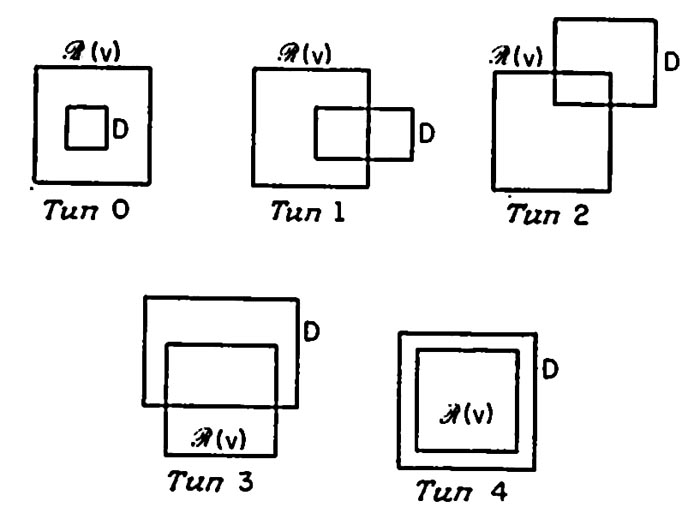 𝓡(v) 𝓡(v) 𝓡(v) D
D D
Тип 0 Тип 1 Тип 2
D
D
𝓡(v) 𝓡(v)
Тип 3 Тип 4